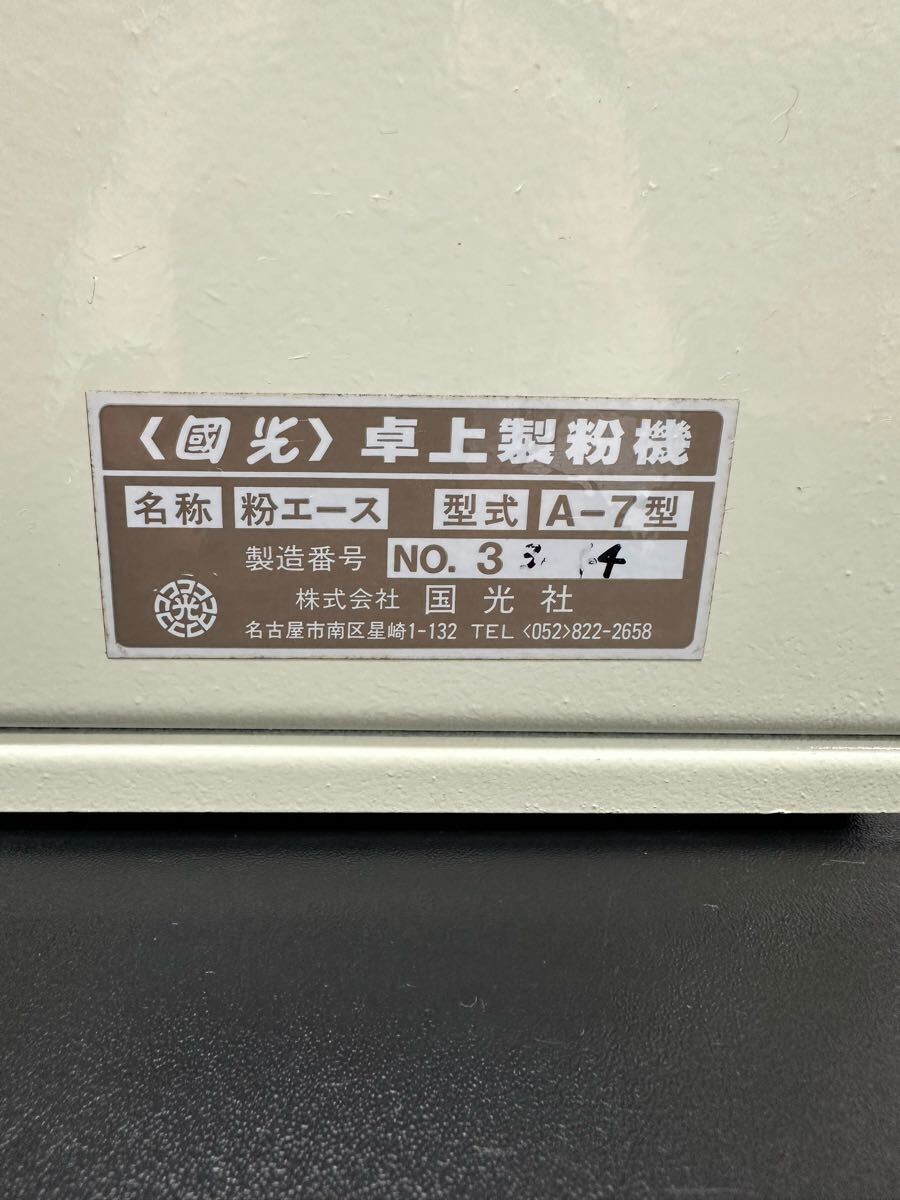 〈國光〉卓上製粉機
名称 粉エース 型式 A-7型
製造番号 NO. 3
株式会社 国光社
名古屋市南区星崎1-132 TEL〈052〉822-2658